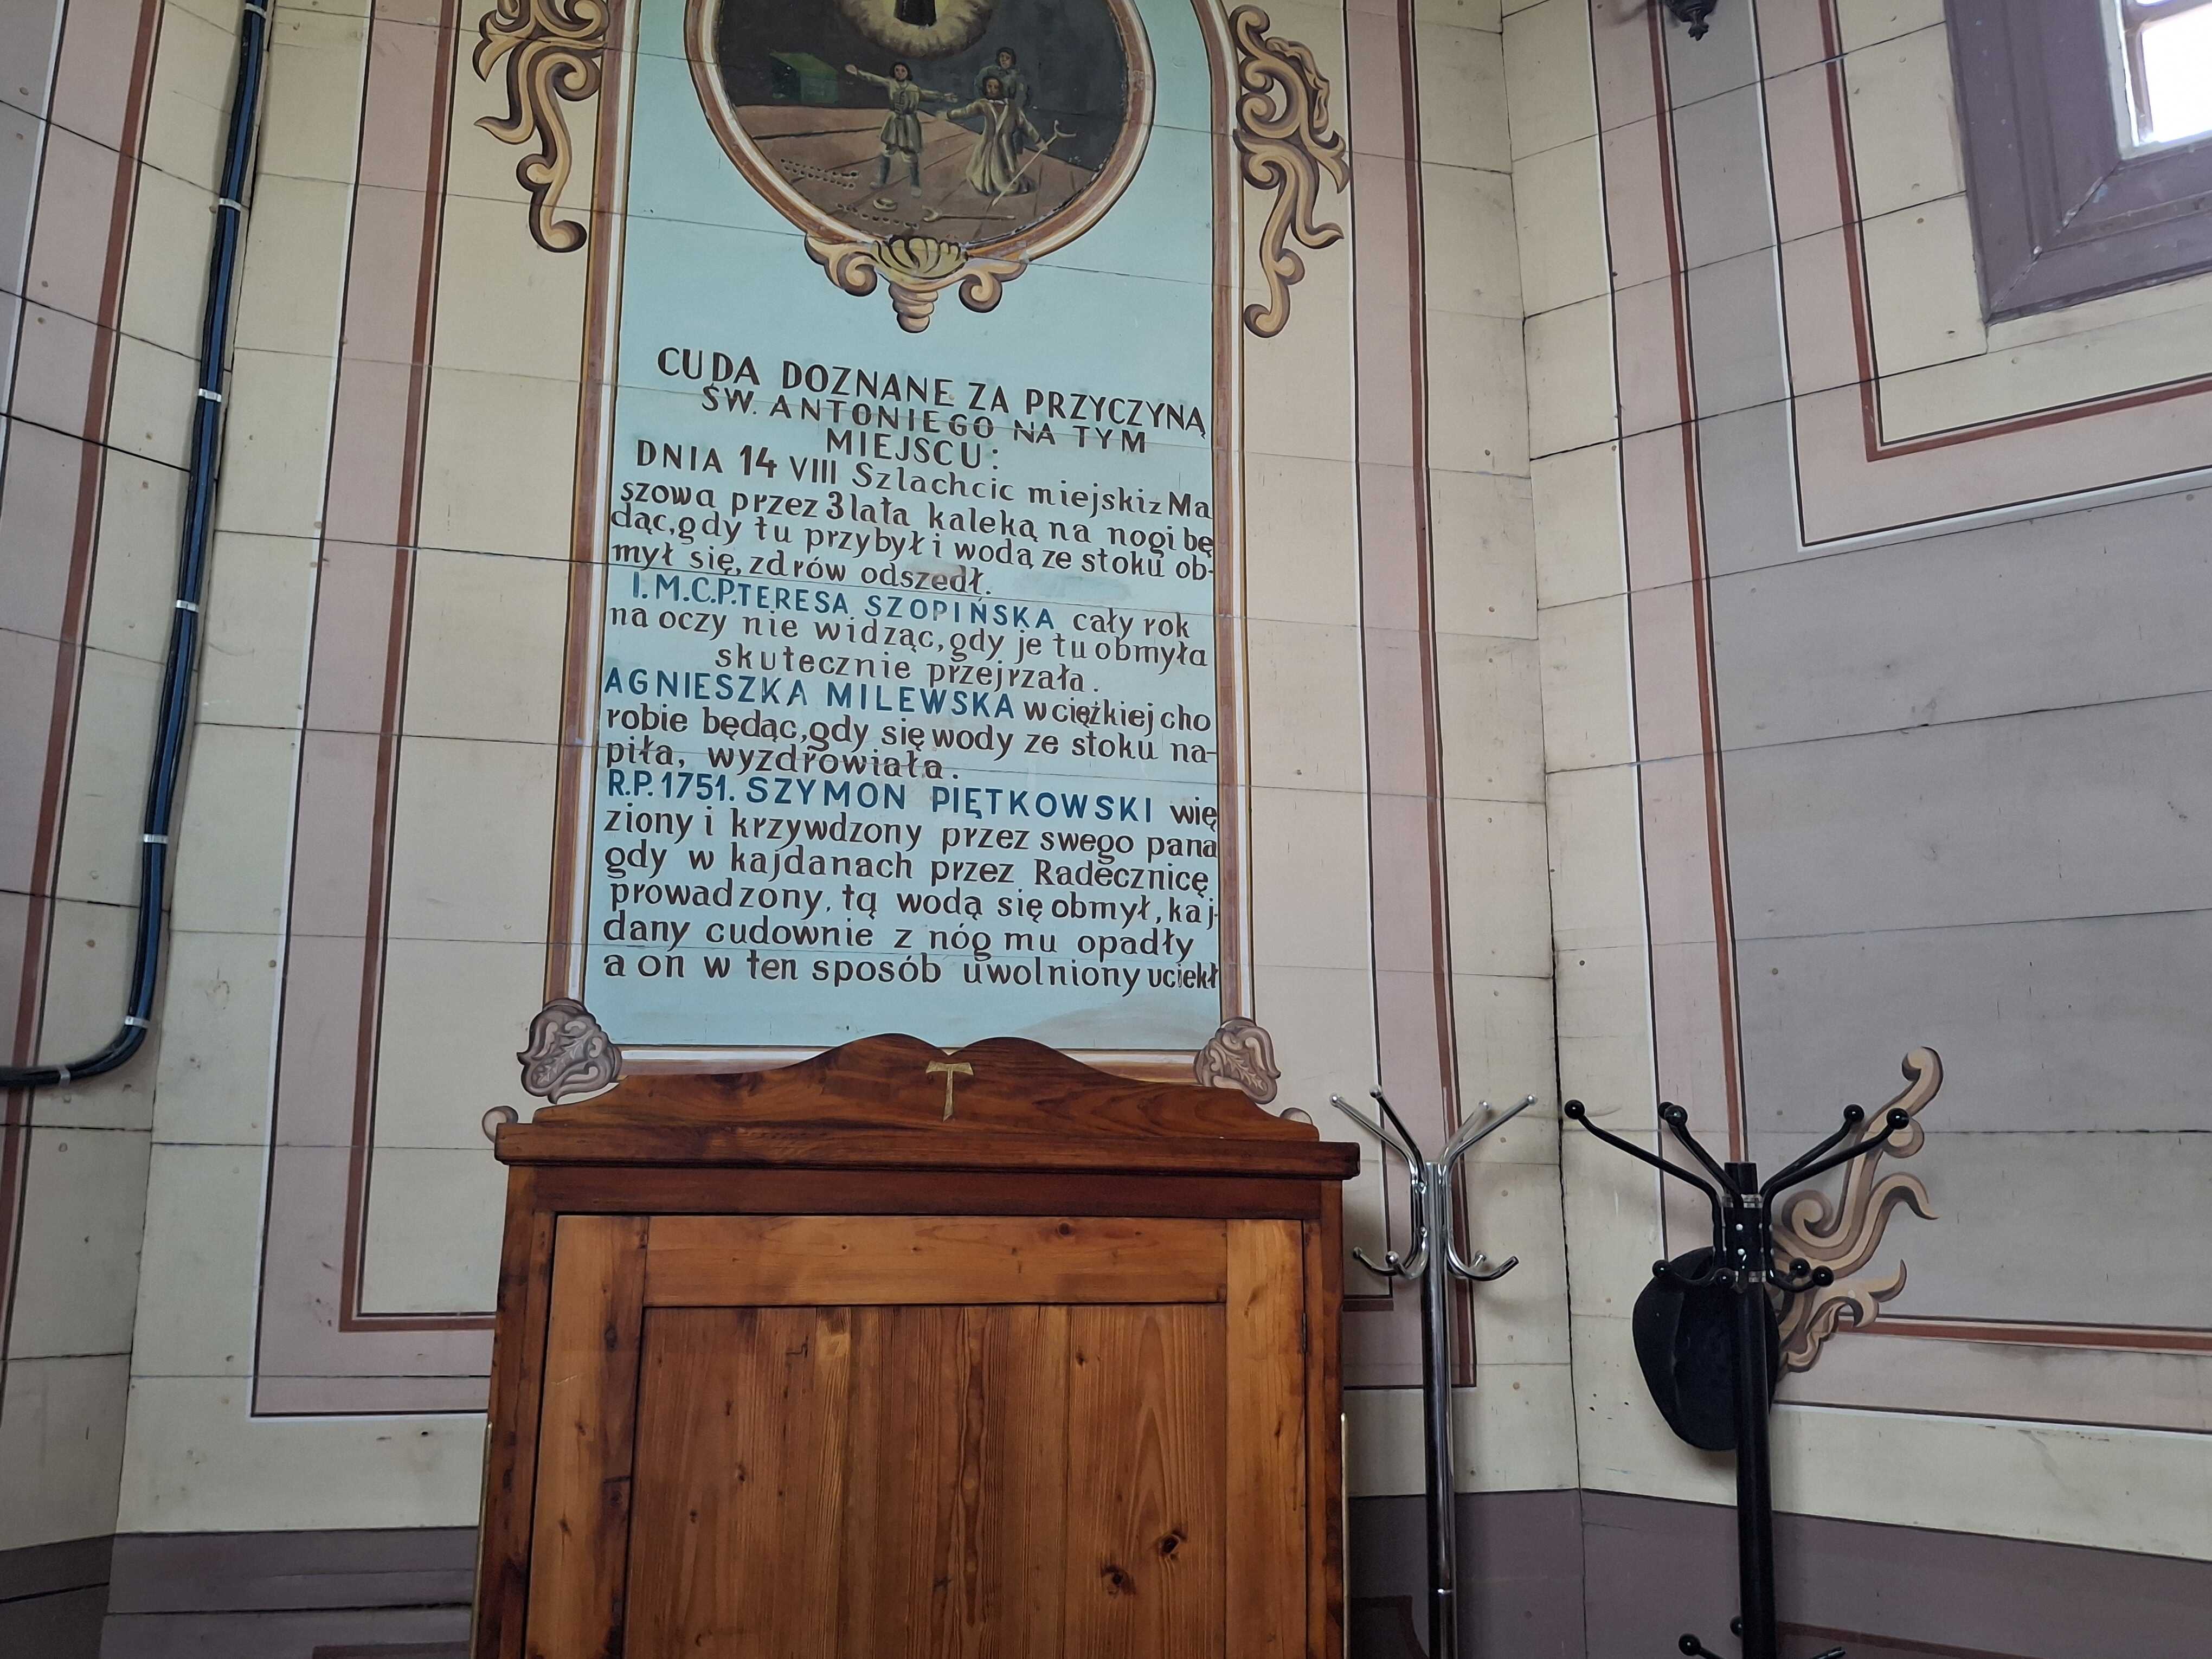 CUDA DOZNANE ZA PRZYCZYNĄ
ŚW. ANTONIEGO NA TYM
MIEJSCU:
DNIA 14 VIII Szlachcic miejski z Ma
szowa przez 3 lata kaleką na nogi bę
dąc, gdy tu przybył i wodą ze stoku ob-
mył się, zdrów odszedł.
I.M.C.P. TERESA SZOPIŃSKA cały rok
na oczy nie widząc, gdy je tu obmyła
skutecznie przejrzała.
AGNIESZKA MILEWSKA w ciężkiej cho
robie będąc, gdy się wody ze stoku na-
piła, wyzdrowiała.
R.P. 1751. SZYMON PIĘTKOWSKI wię
ziony i krzywdzony przez swego pana
gdy w kajdanach przez Radecznicę
prowadzony, tą wodą się obmył, kaj-
dany cudownie z nóg mu opadły
a on w ten sposób uwolniony uciekł